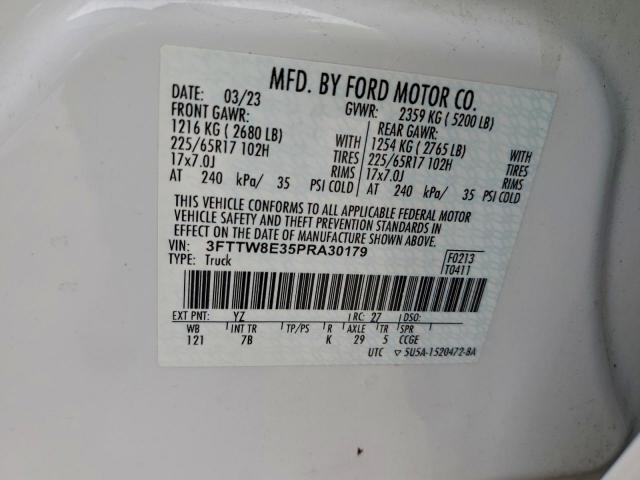 MFD. BY FORD MOTOR CO.
DATE: 03/23 GVWR: 2359 KG ( 5200 LB)
FRONT GAWR: REAR GAWR:
1216 KG ( 2680 LB) WITH 1254 KG ( 2765 LB) WITH
225/65R17 102H TIRES 225/65R17 102H TIRES
17x7.0J RIMS 17x7.0J RIMS
AT 240 kPa/ 35 PSI COLD AT 240 kPa/ 35 PSI COLD
THIS VEHICLE CONFORMS TO ALL APPLICABLE FEDERAL MOTOR
VEHICLE SAFETY AND THEFT PREVENTION STANDARDS IN
EFFECT ON THE DATE OF MANUFACTURE SHOWN ABOVE.
VIN: 3FTTW8E35PRA30179 F0213
TYPE: Truck T0411
EXT PNT: YZ RC: 27 DSO:
WB INT TR TP/PS R AXLE TR SPR
121 7B K 29 5 CCGE
UTC ▽ 5U5A-1520472-BA